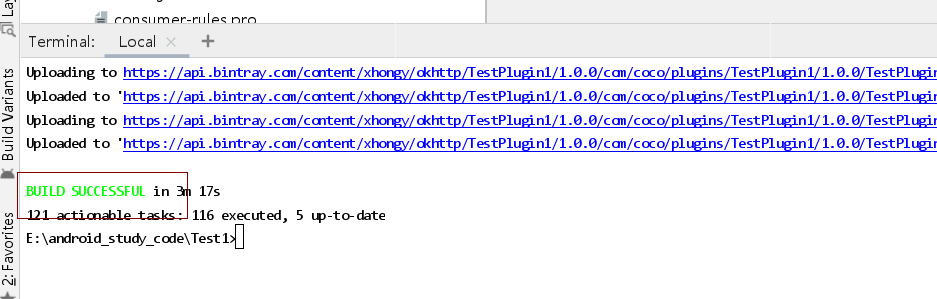 consumer-rules.pro
Terminal: Local × +
Uploading to https://api.bintray.com/content/xhongy/okhttp/TestPlugin1/1.0.0/com/coco/plugins/TestPlugin1/1.0.0/TestPlugin
Uploaded to 'https://api.bintray.com/content/xhongy/okhttp/TestPlugin1/1.0.0/com/coco/plugins/TestPlugin1/1.0.0/TestPlugin
Uploading to https://api.bintray.com/content/xhongy/okhttp/TestPlugin1/1.0.0/com/coco/plugins/TestPlugin1/1.0.0/TestPlugin
Uploaded to 'https://api.bintray.com/content/xhongy/okhttp/TestPlugin1/1.0.0/com/coco/plugins/TestPlugin1/1.0.0/TestPlugin
BUILD SUCCESSFUL in 3m 17s
121 actionable tasks: 116 executed, 5 up-to-date
E:\android_study_code\Test1>
Build Variants
2: Favorites